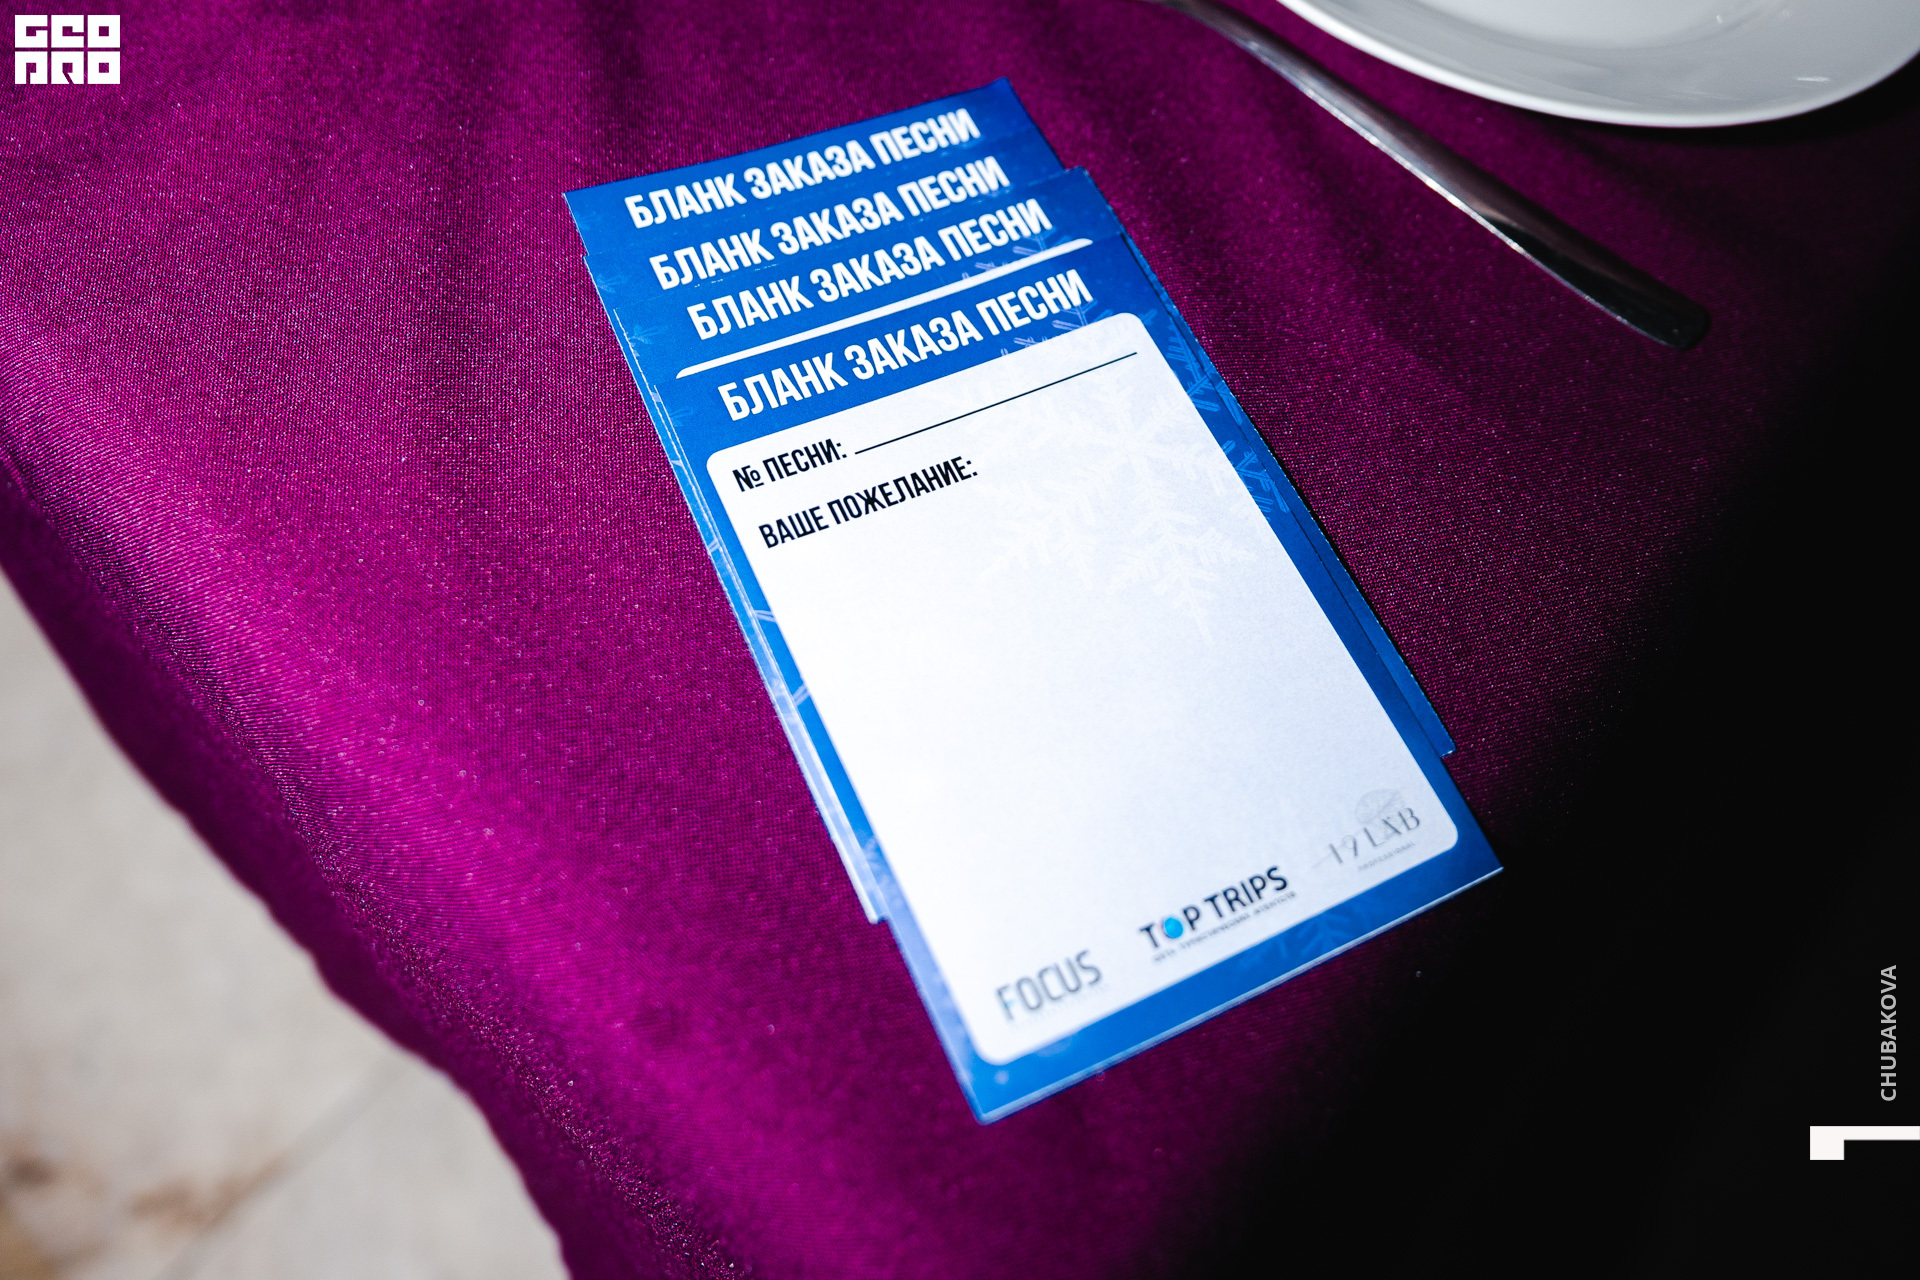 GEO
PRO
БЛАНК ЗАКАЗА ПЕСНИ
БЛАНК ЗАКАЗА ПЕСНИ
БЛАНК ЗАКАЗА ПЕСНИ
БЛАНК ЗАКАЗА ПЕСНИ
№ ПЕСНИ:
ВАШЕ ПОЖЕЛАНИЕ:
FOCUS
TOP TRIPS
19LAB
CHUBAKOVA